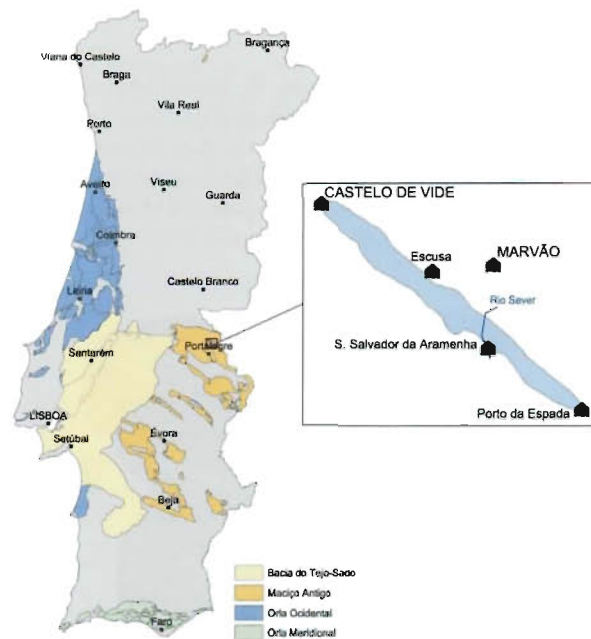 Bragança
Viana do Castelo
Braga
Vila Real
Porto
Aveiro
Viseu
Guarda
Coimbra
Leiria
Castelo Branco
Santarém
Portalegre
LISBOA
Setúbal
Évora
Beja
Faro
CASTELO DE VIDE
Escusa
MARVÃO
Rio Sever
S. Salvador da Aramenha
Porto da Espada
Bacia do Tejo-Sado
Maciço Antigo
Orla Ocidental
Orla Meridional